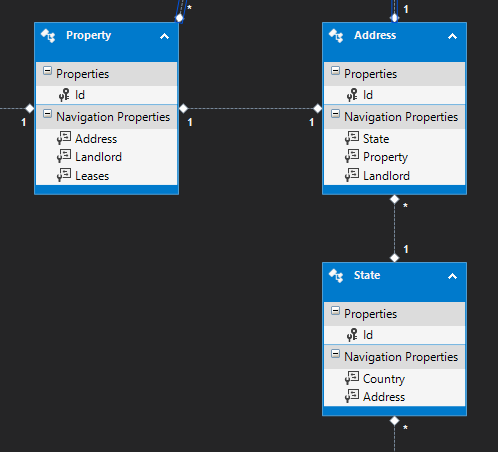 *
1
Property
Address
Properties
Properties
Id
Id
1
1
1
Navigation Properties
Navigation Properties
Address
State
Landlord
Property
Leases
Landlord
*
1
State
Properties
Id
Navigation Properties
Country
Address
*